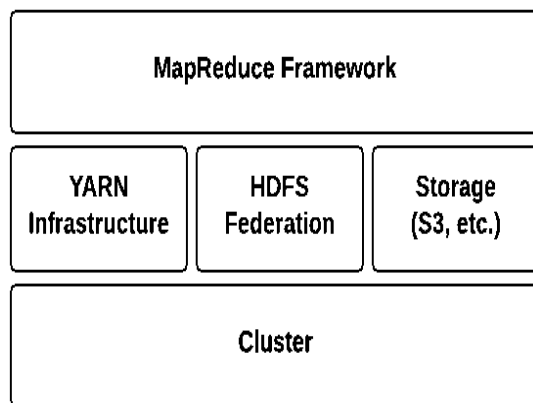 MapReduce Framework
YARN
Infrastructure
HDFS
Federation
Storage
(S3, etc.)
Cluster